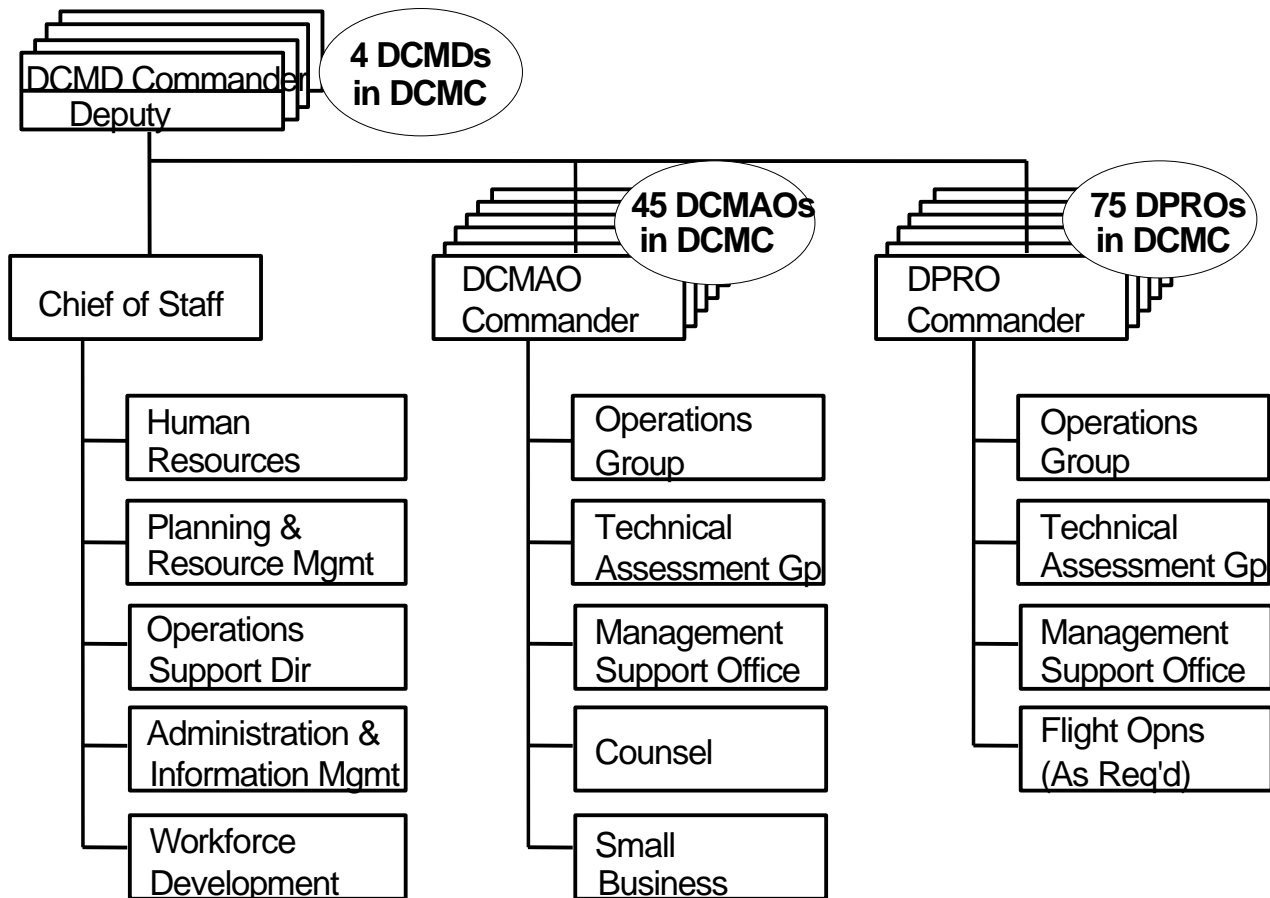 DCMD Commander
Deputy
4 DCMDs
in DCMC
45 DCMAOs
in DCMC
75 DPROs
in DCMC
Chief of Staff
DCMAO
Commander
DPRO
Commander
Human
Resources
Planning &
Resource Mgmt
Operations
Support Dir
Administration &
Information Mgmt
Workforce
Development
Operations
Group
Technical
Assessment Gp
Management
Support Office
Counsel
Small
Business
Operations
Group
Technical
Assessment Gp
Management
Support Office
Flight Opns
(As Req'd)